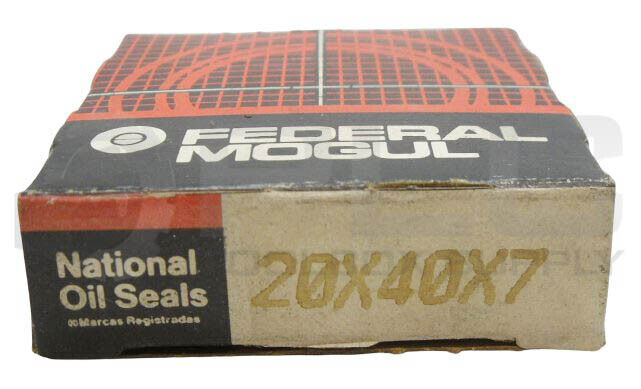 FEDERAL
MOGUL
National
Oil Seals
∞Marcas Registradas
20X40X7